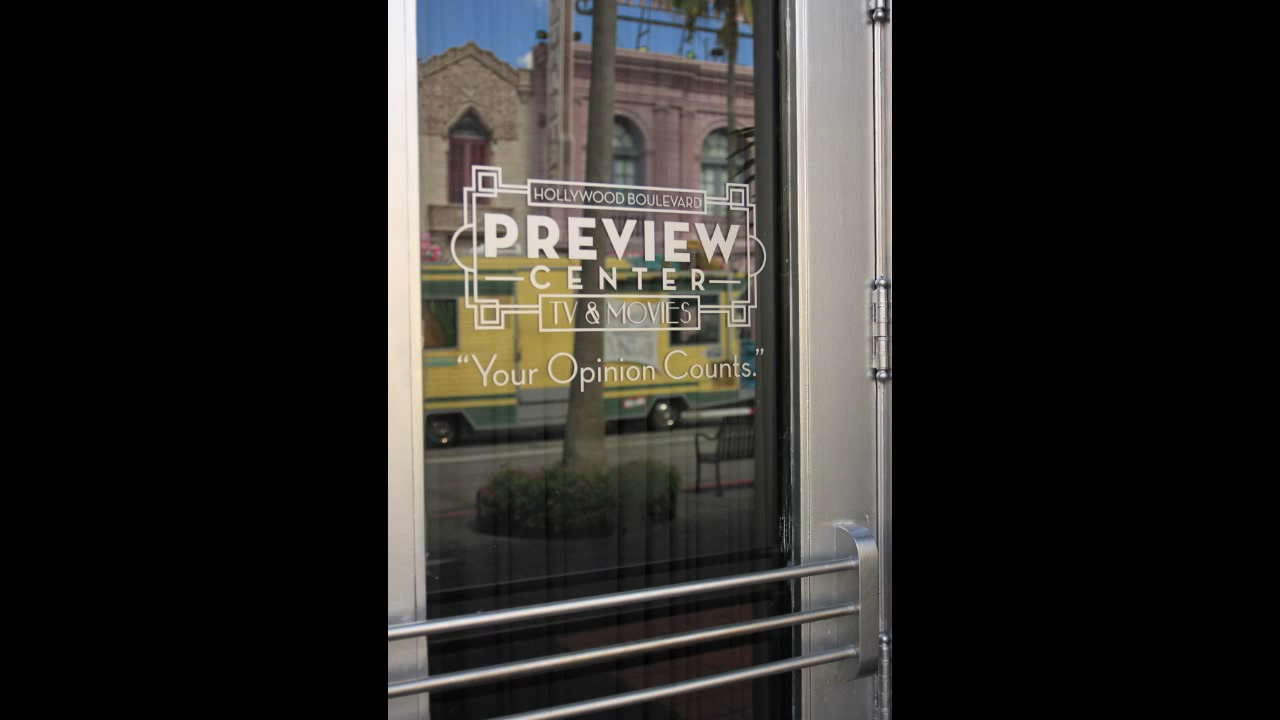 HOLLYWOOD BOULEVARD
PREVIEW
CENTER
TV & MOVIES
"Your Opinion Counts."